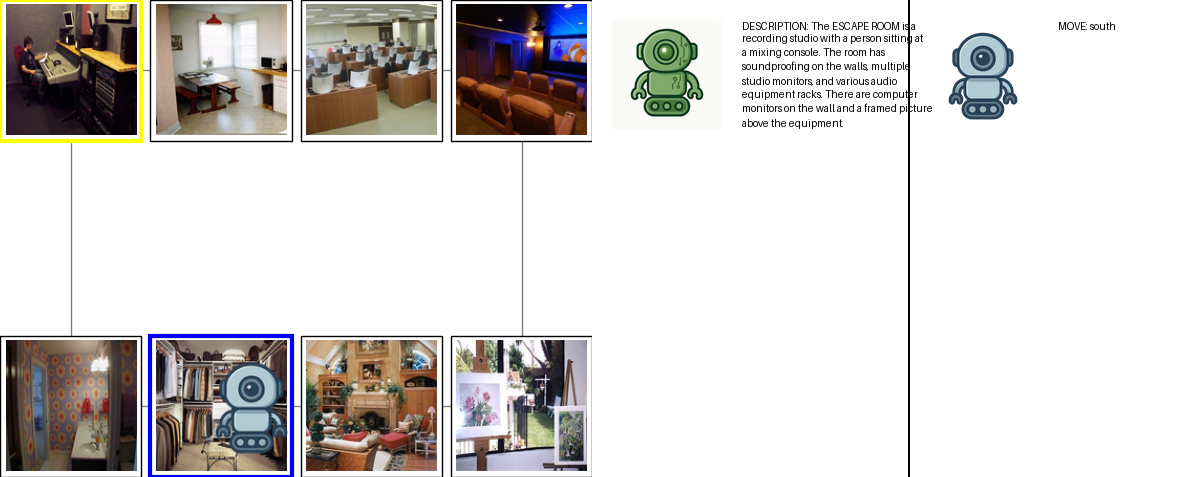 DESCRIPTION: The ESCAPE ROOM is a
recording studio with a person sitting at
a mixing console. The room has
soundproofing on the walls, multiple
studio monitors, and various audio
equipment racks. There are computer
monitors on the wall and a framed picture
above the equipment.
MOVE: south